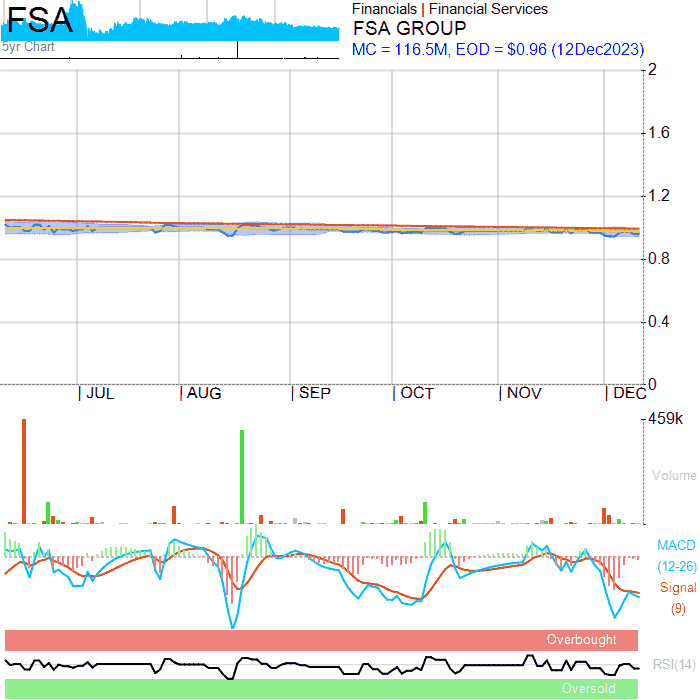 FSA
5yr Chart
Financials | Financial Services
FSA GROUP
MC = 116.5M, EOD = $0.96 (12Dec2023)
2
1.6
1.2
0.8
0.4
0
| JUL | AUG | SEP | OCT | NOV | DEC
459k
Volume
MACD
(12-26)
Signal
(9)
Overbought
RSI(14)
Oversold